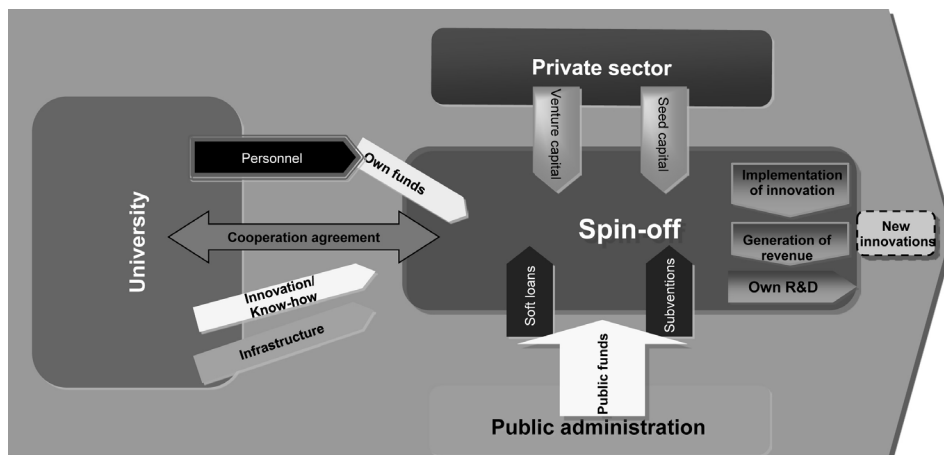 Private sector
Venture capital
Seed capital
Personnel
Own funds
University
Cooperation agreement
Innovation/
Know-how
Infrastructure
Spin-off
Implementation
of innovation
Generation of
revenue
Own R&D
New
innovations
Soft loans
Subventions
Public funds
Public administration